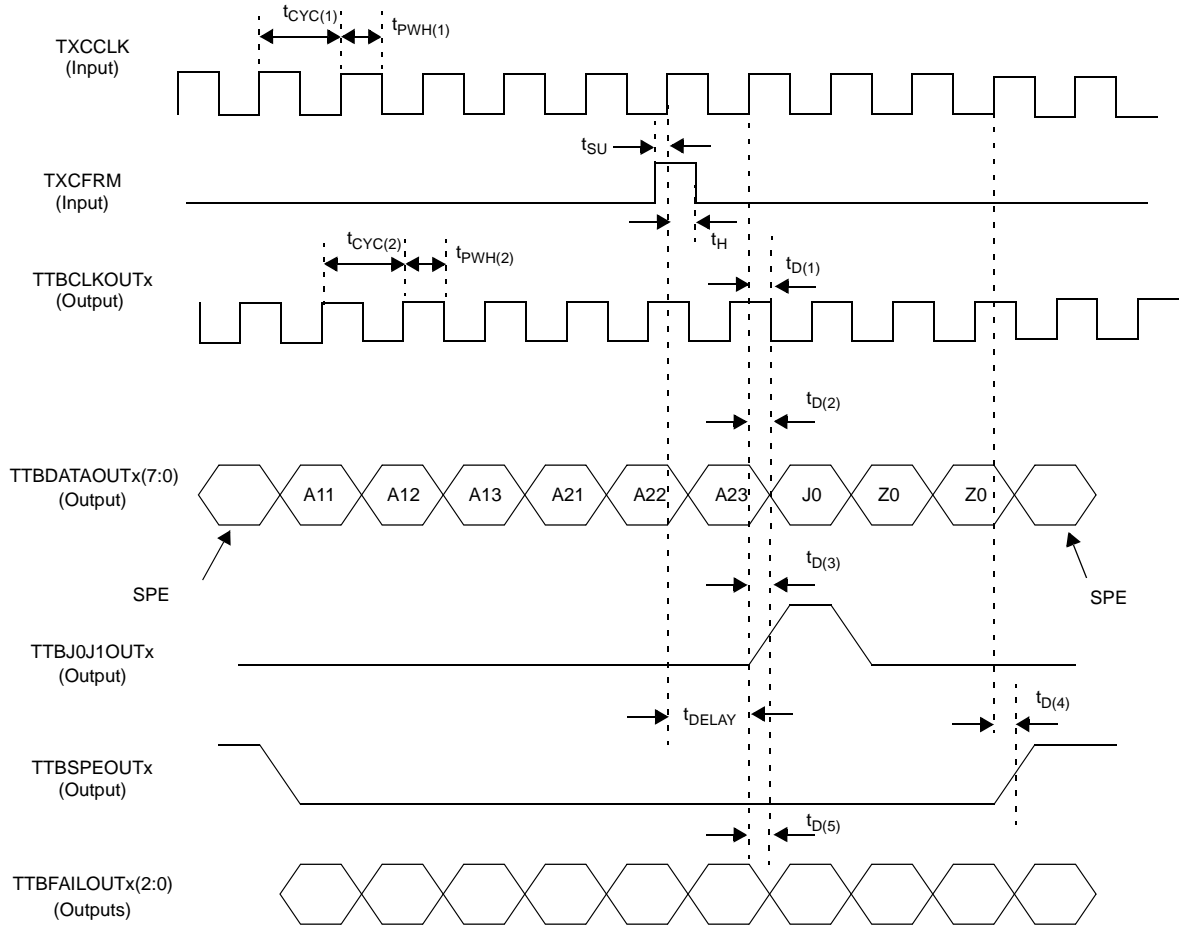 tCYC(1)
tPWH(1)
TXCCLK
(Input)
tSU
TXCFRM
(Input)
tH
tCYC(2)
tPWH(2)
tD(1)
TTBCLKOUTx
(Output)
tD(2)
TTBDATAOUTx(7:0)
(Output)
A11 A12 A13 A21 A22 A23 J0 Z0 Z0
tD(3)
SPE
SPE
TTBJ0J1OUTx
(Output)
tDELAY
tD(4)
TTBSPEOUTx
(Output)
tD(5)
TTBFAILOUTx(2:0)
(Outputs)